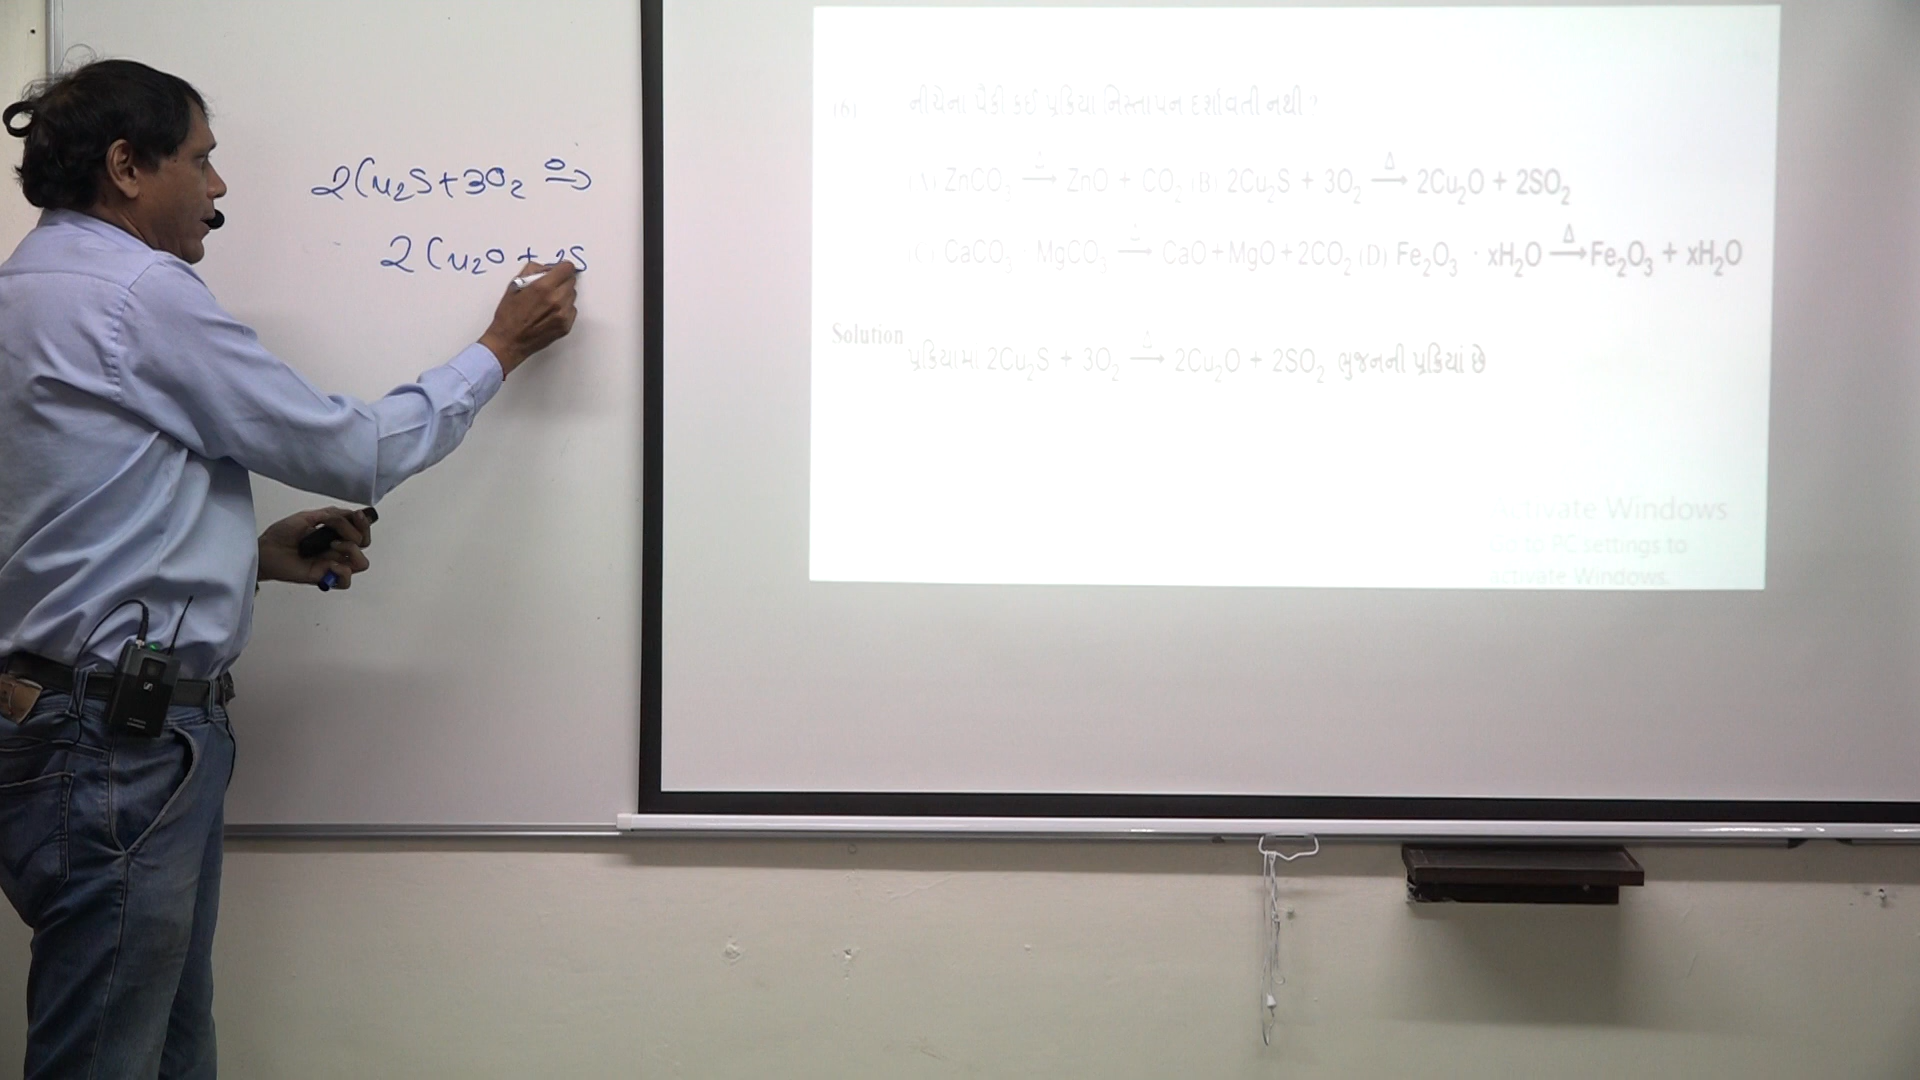 2Cu₂S+3O₂ ⇒
2Cu₂O + 2S
16) નીચેના પૈકી કઈ પ્રક્રિયા નિસ્તાપન દર્શાવતી નથી ?
(A) ZnCO₃ —Δ→ ZnO + CO₂ (B) 2Cu₂S + 3O₂ —Δ→ 2Cu₂O + 2SO₂
(C) CaCO₃ · MgCO₃ —Δ→ CaO+MgO+2CO₂ (D) Fe₂O₃ · xH₂O —Δ→ Fe₂O₃ + xH₂O
Solution
પ્રક્રિયામાં 2Cu₂S + 3O₂ —Δ→ 2Cu₂O + 2SO₂ ભુજનની પ્રક્રિયાં છે
Activate Windows
to PC settings to
activate Windows.